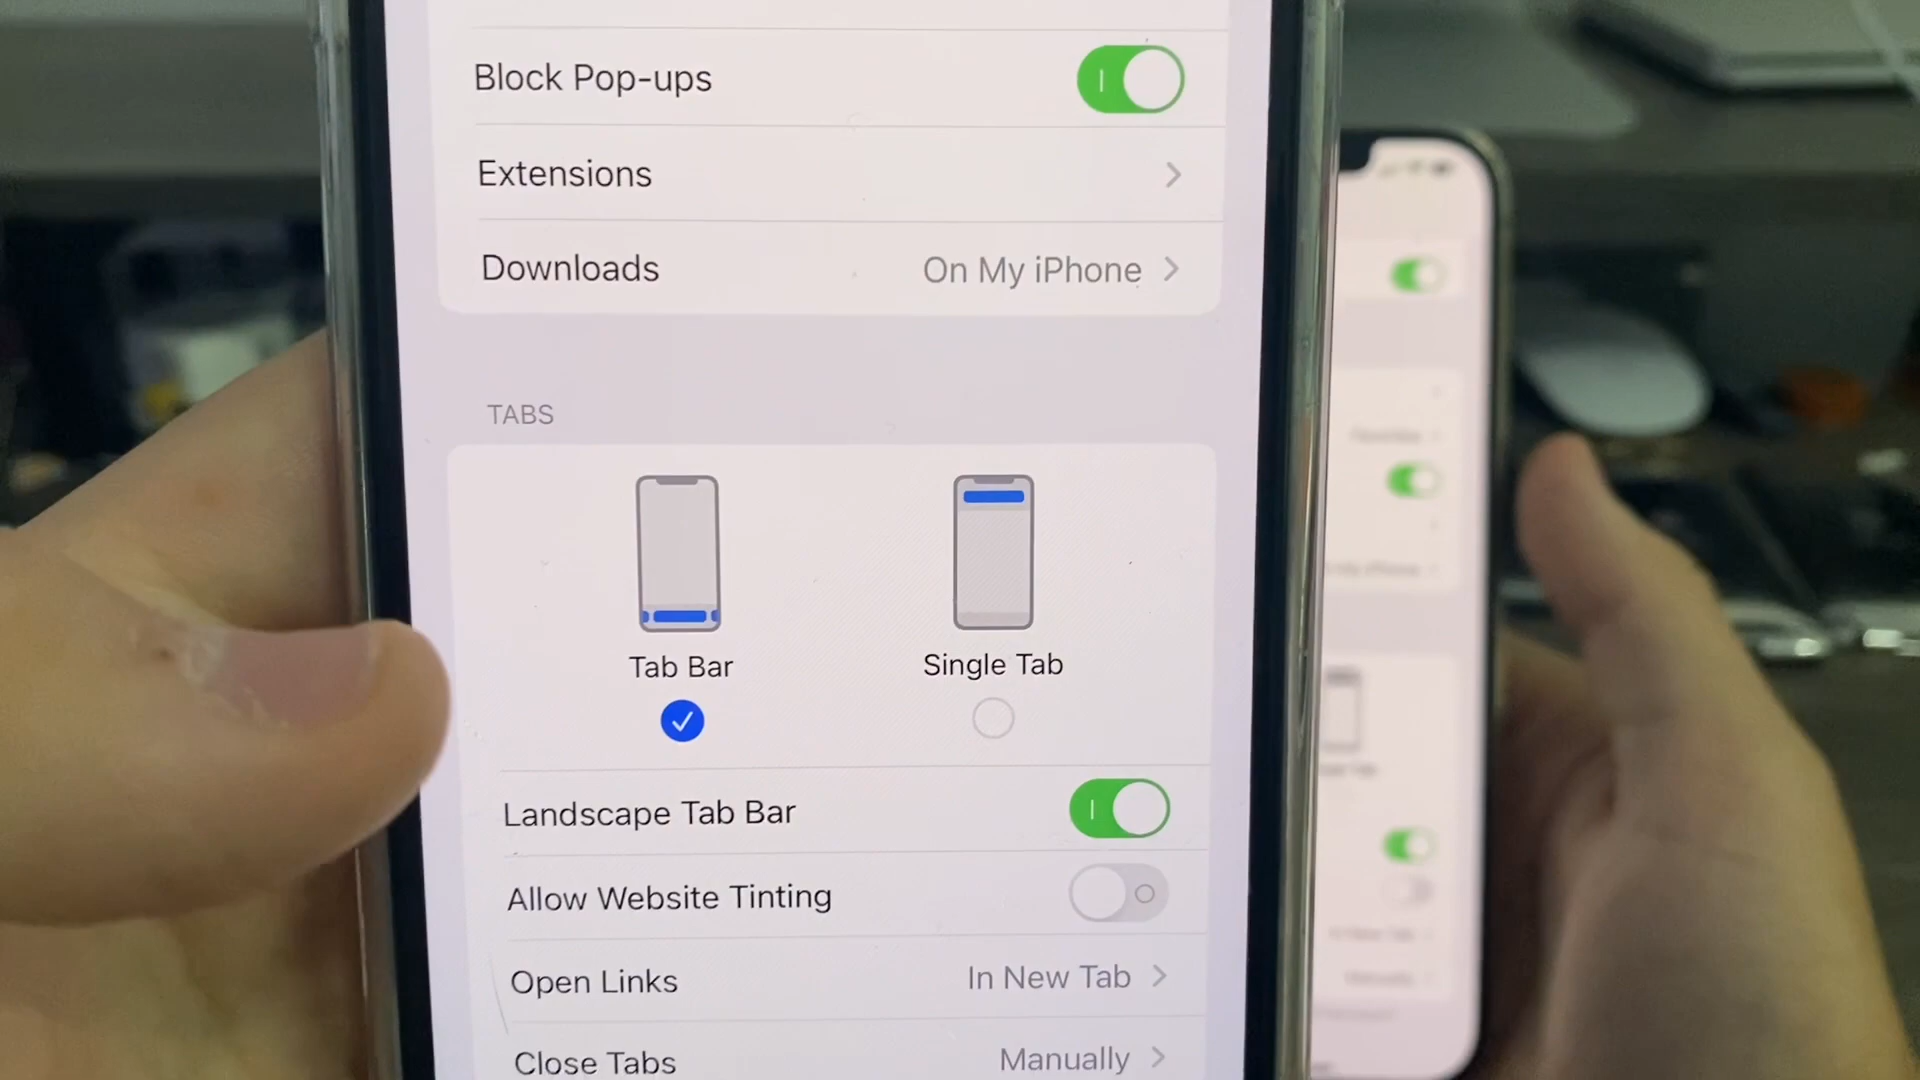 Block Pop-ups
Extensions
Downloads On My iPhone
TABS
Tab Bar Single Tab
Landscape Tab Bar
Allow Website Tinting
Open Links In New Tab
Close Tabs Manually